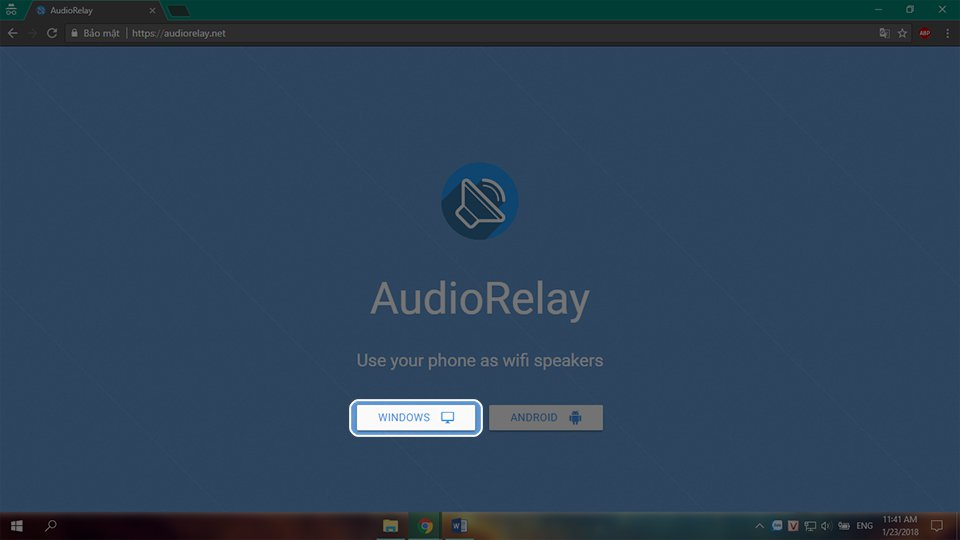 AudioRelay
Bảo mật | https://audiorelay.net
ABP
AudioRelay
Use your phone as wifi speakers
WINDOWS
ANDROID
ENG
11:41 AM
1/23/2018